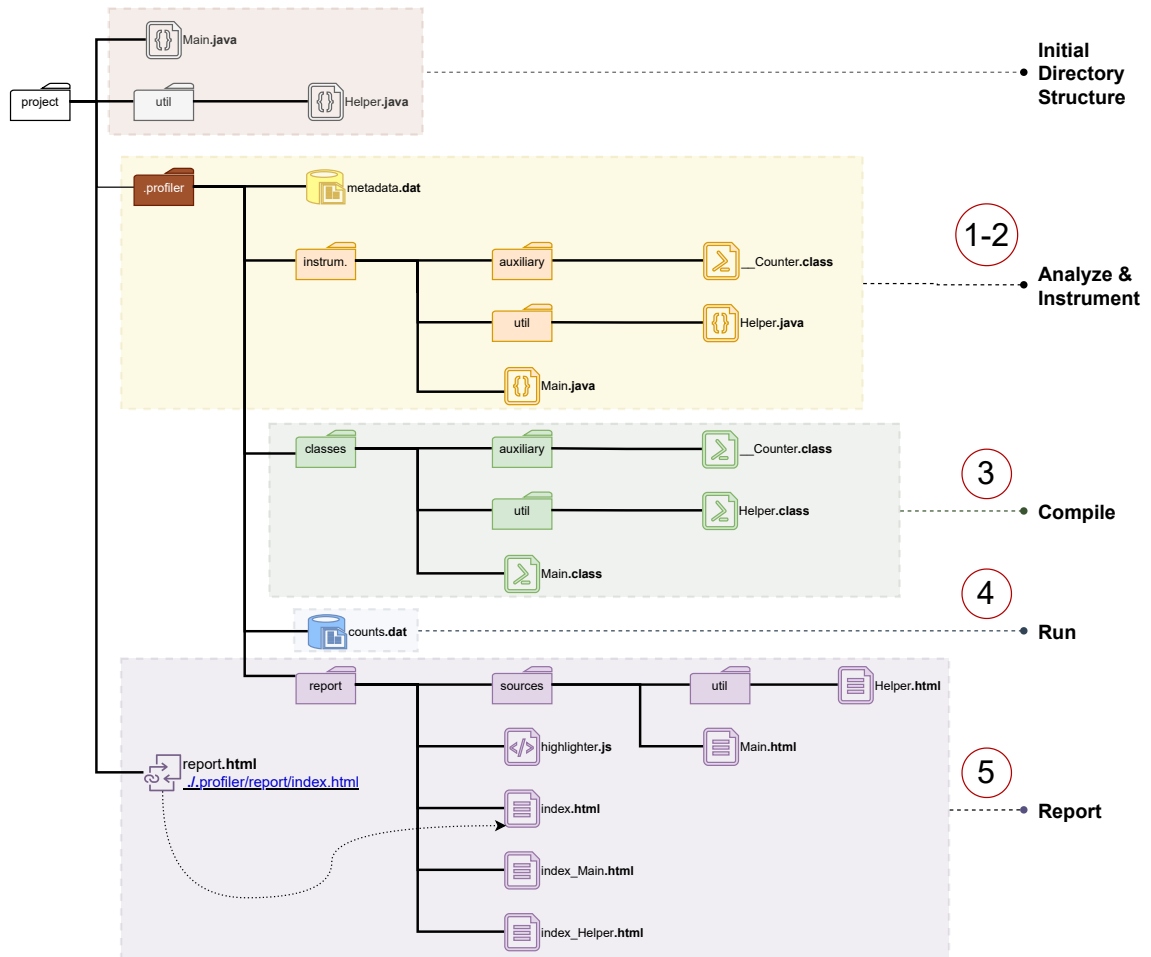 Main.java
Initial
Directory
Structure
project
util
Helper.java
.profiler
metadata.dat
1-2
instrum.
auxiliary
__Counter.class
Analyze &
Instrument
util
Helper.java
Main.java
classes
auxiliary
__Counter.class
3
util
Helper.class
Compile
Main.class
4
counts.dat
Run
report
sources
util
Helper.html
highlighter.js
Main.html
report.html
./.profiler/report/index.html
5
index.html
Report
index_Main.html
index_Helper.html